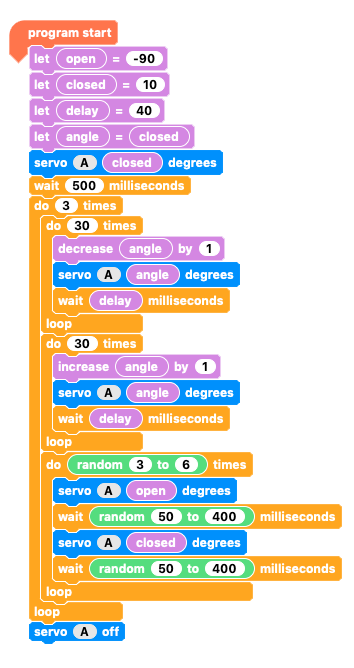 program start
let open = -90
let closed = 10
let delay = 40
let angle = closed
servo A closed degrees
wait 500 milliseconds
do 3 times
do 30 times
decrease angle by 1
servo A angle degrees
wait delay milliseconds
loop
do 30 times
increase angle by 1
servo A angle degrees
wait delay milliseconds
loop
do random 3 to 6 times
servo A open degrees
wait random 50 to 400 milliseconds
servo A closed degrees
wait random 50 to 400 milliseconds
loop
loop
servo A off